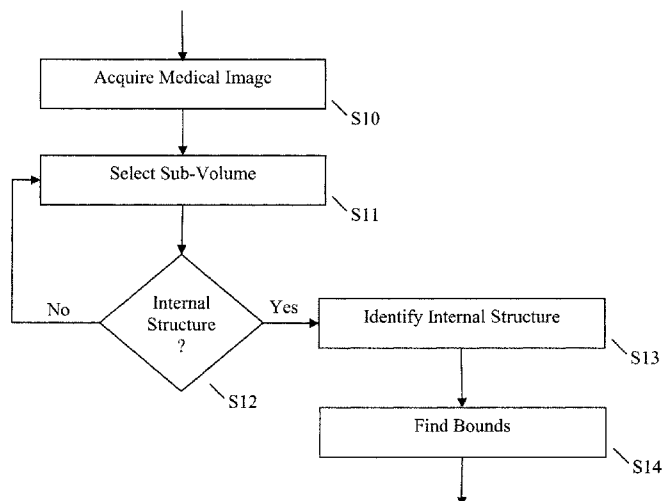 Acquire Medical Image
S10
Select Sub-Volume
S11
No
Internal
Structure
?
Yes
S12
Identify Internal Structure
S13
Find Bounds
S14